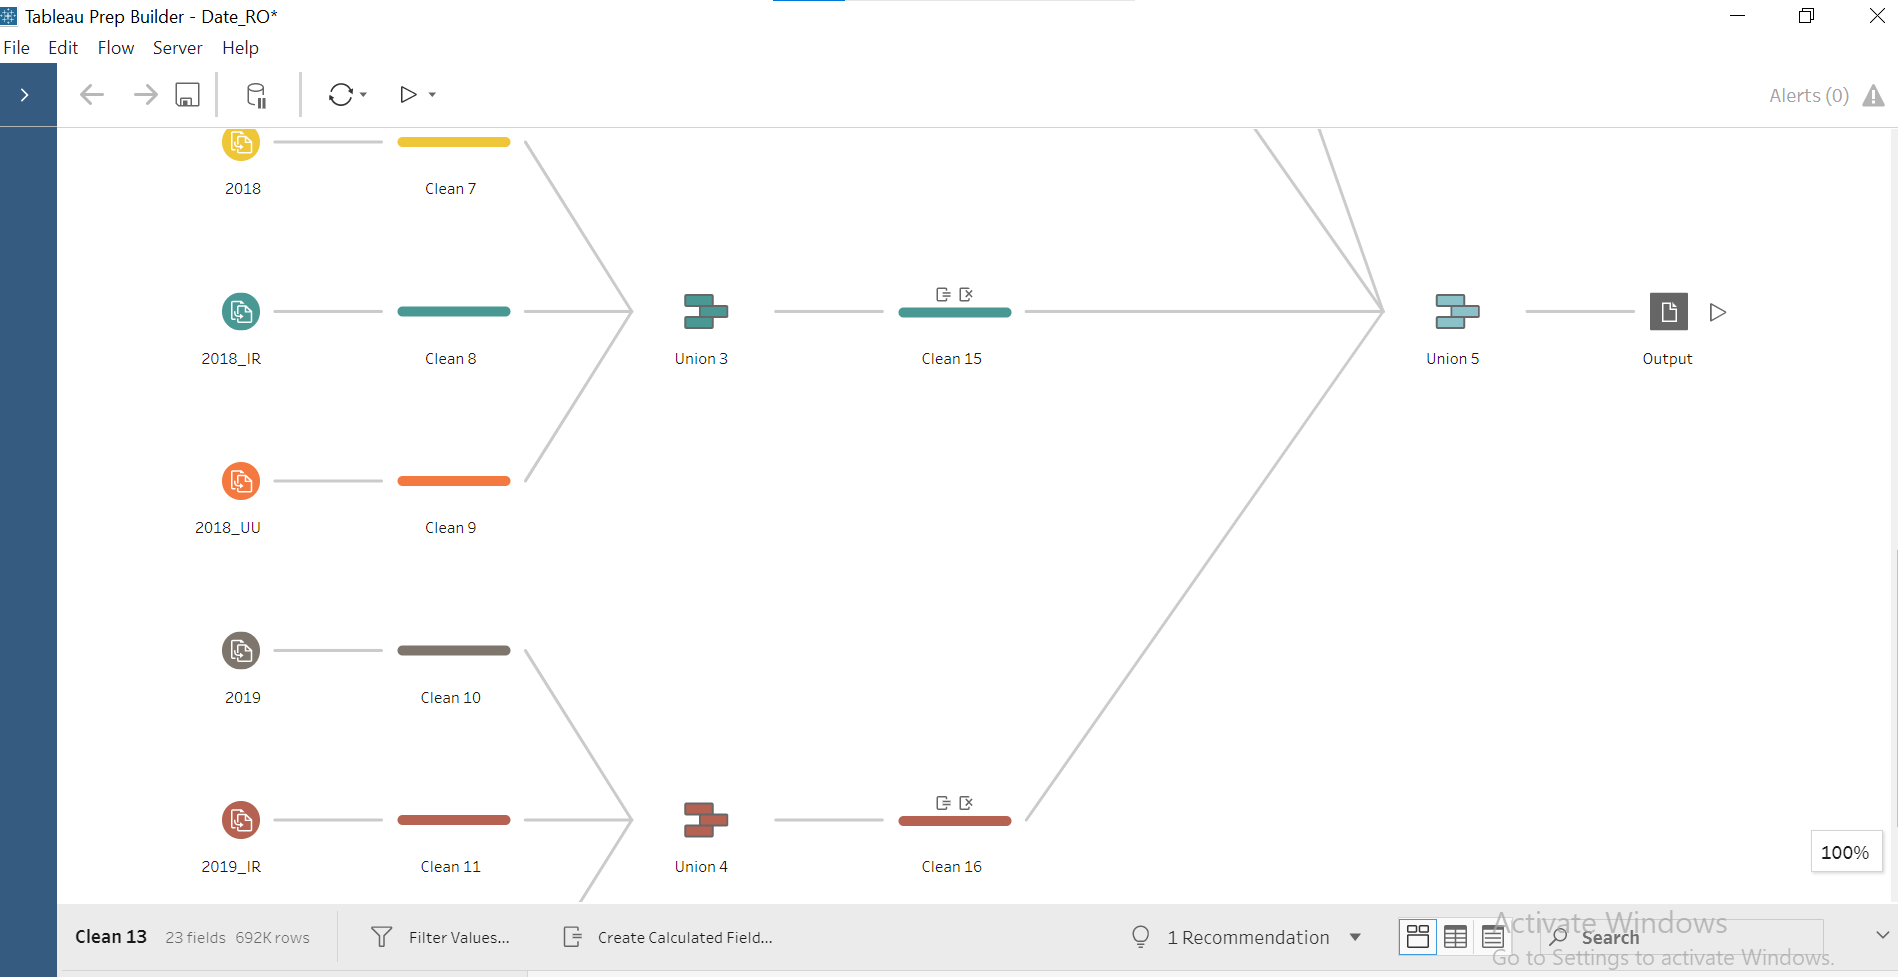 Tableau Prep Builder - Date_RO*
File Edit Flow Server Help
Alerts (0)
2018 Clean 7
2018_IR Clean 8 Union 3 Clean 15 Union 5 Output
2018_UU Clean 9
2019 Clean 10
2019_IR Clean 11 Union 4 Clean 16
100%
Clean 13 23 fields 692K rows Filter Values... Create Calculated Field... 1 Recommendation Search
Activate Windows
Go to Settings to activate Windows.